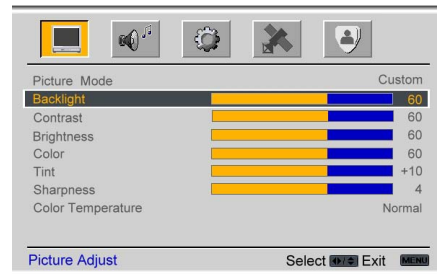 Picture Mode Custom
Backlight 60
Contrast 60
Brightness 60
Color 60
Tint +10
Sharpness 4
Color Temperature Normal
Picture Adjust Select Exit MENU